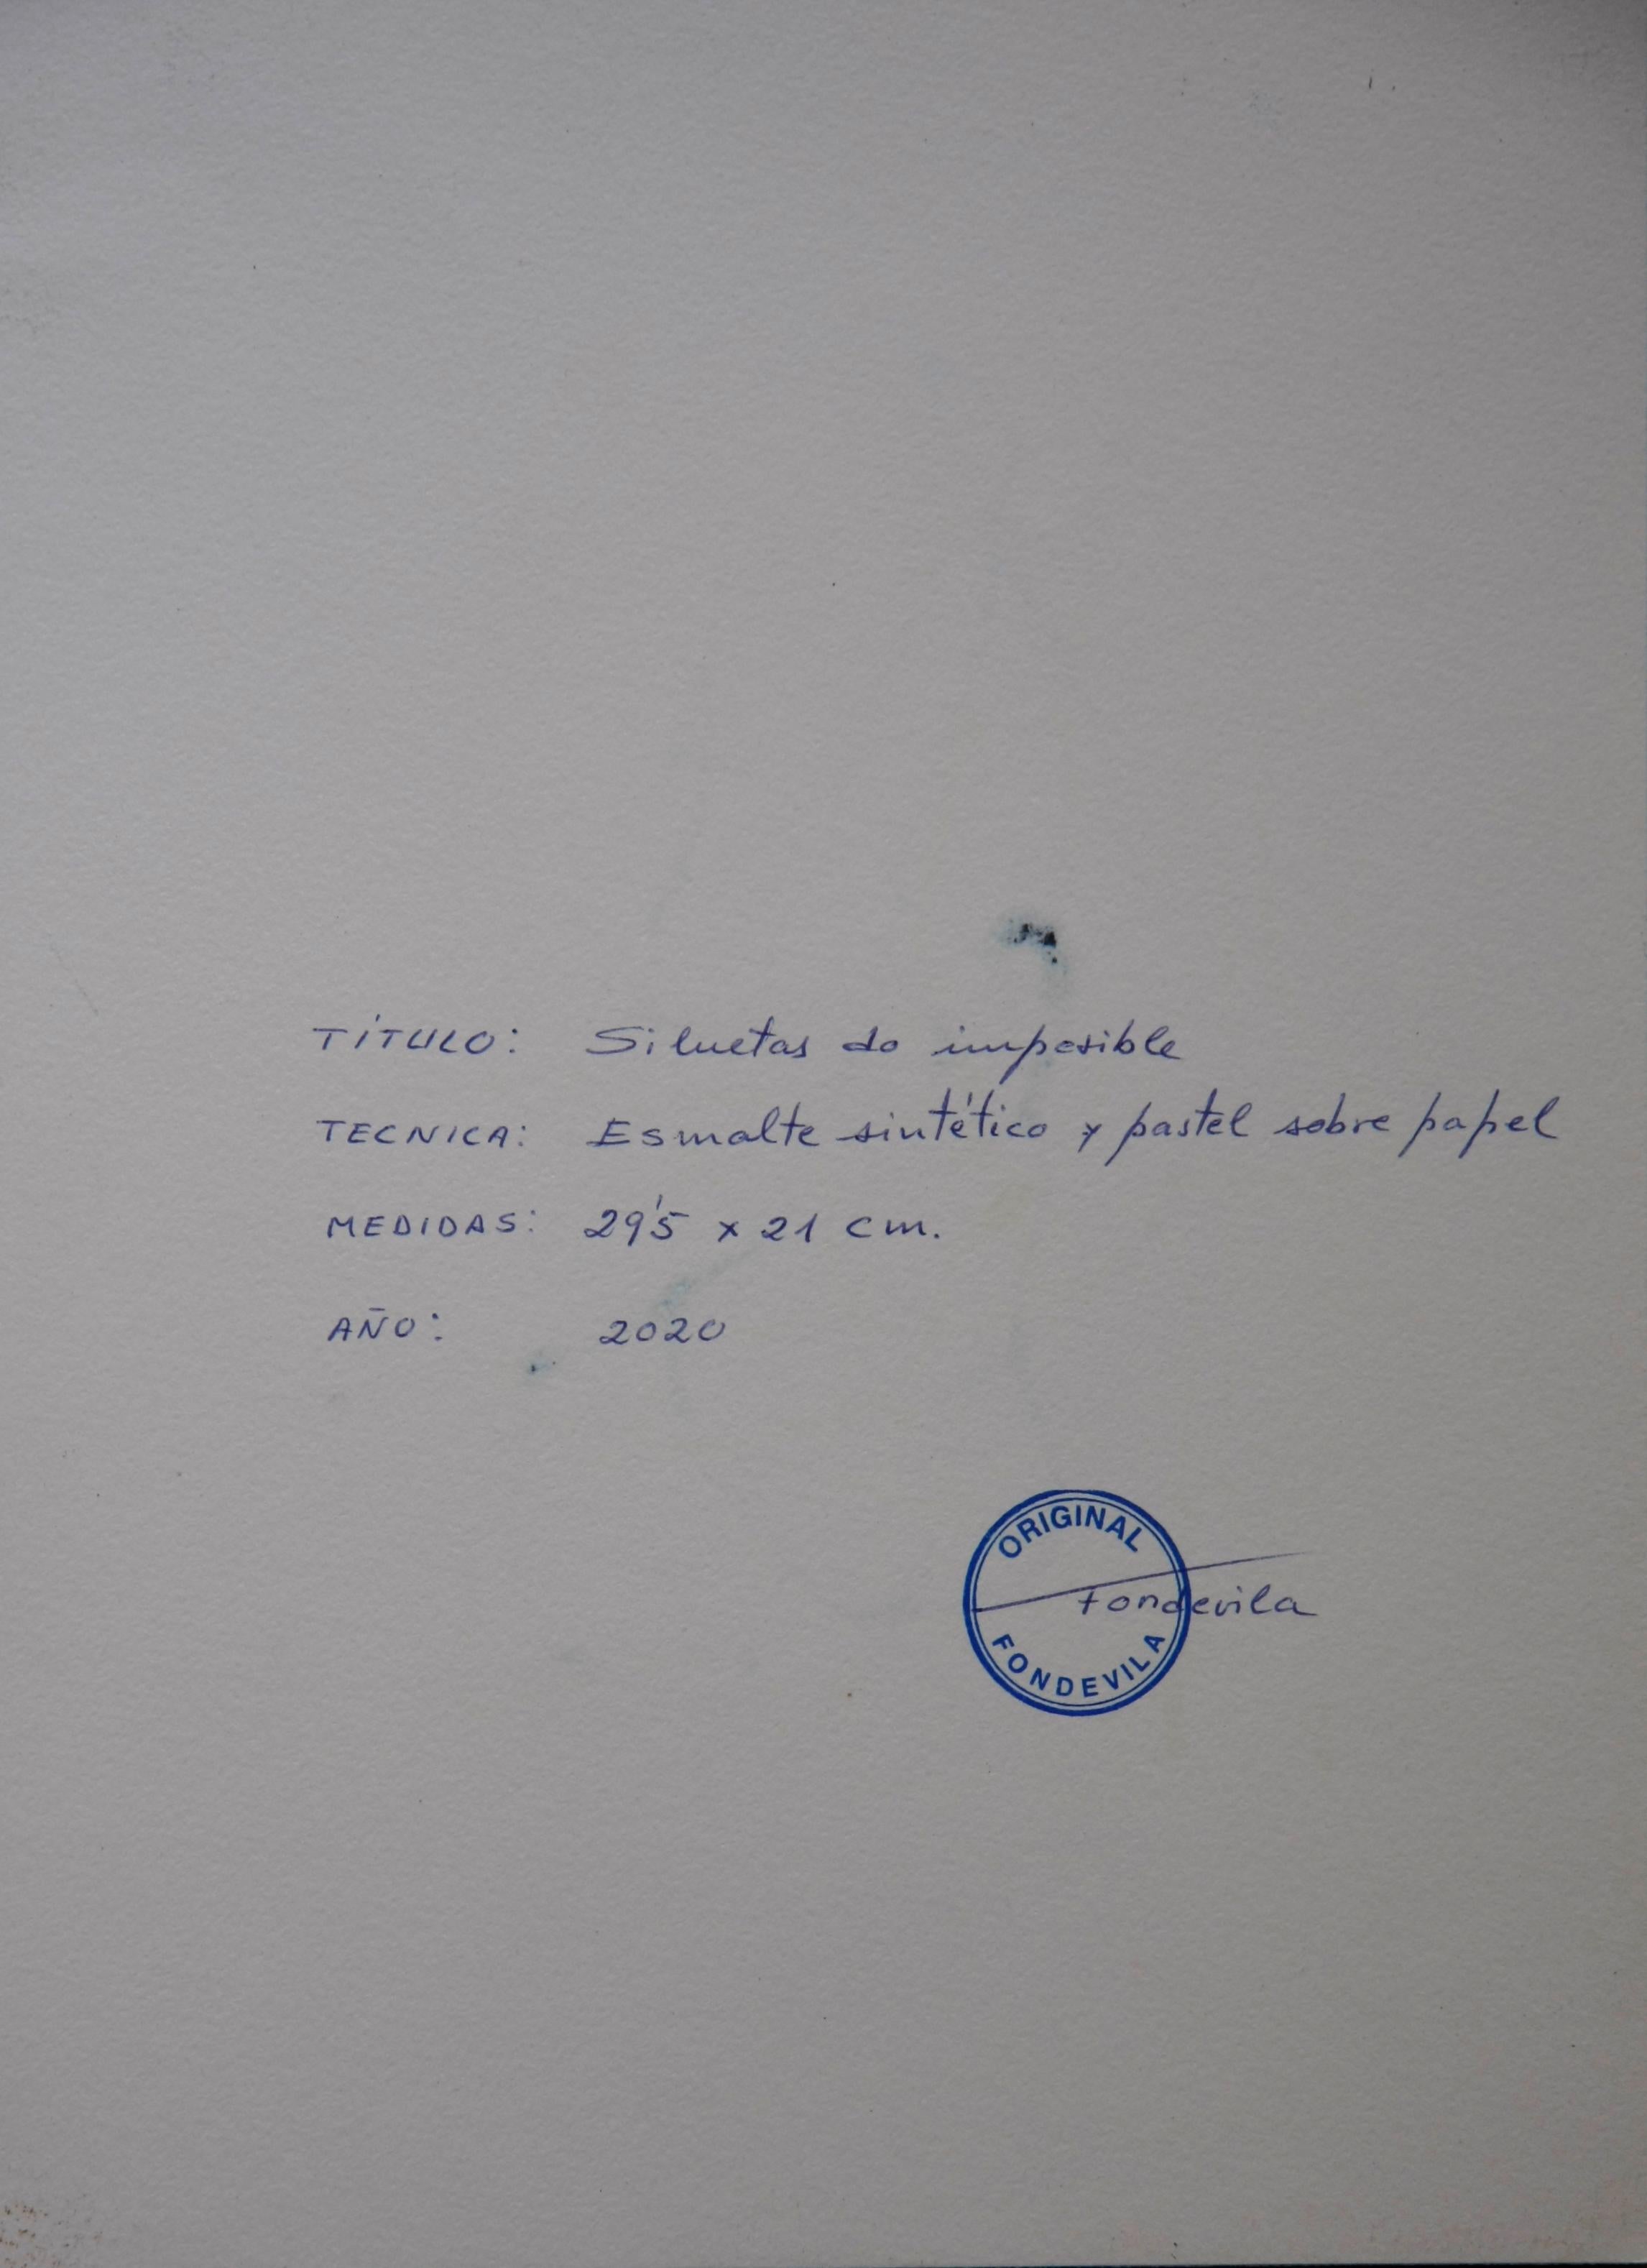 TÍTULO: Siluetas do imposible
TECNICA: Esmalte sintético y pastel sobre papel
MEDIDAS: 29'5 x 21 cm.
AÑO: 2020
ORIGINAL
Fondevila
FONDEVILA